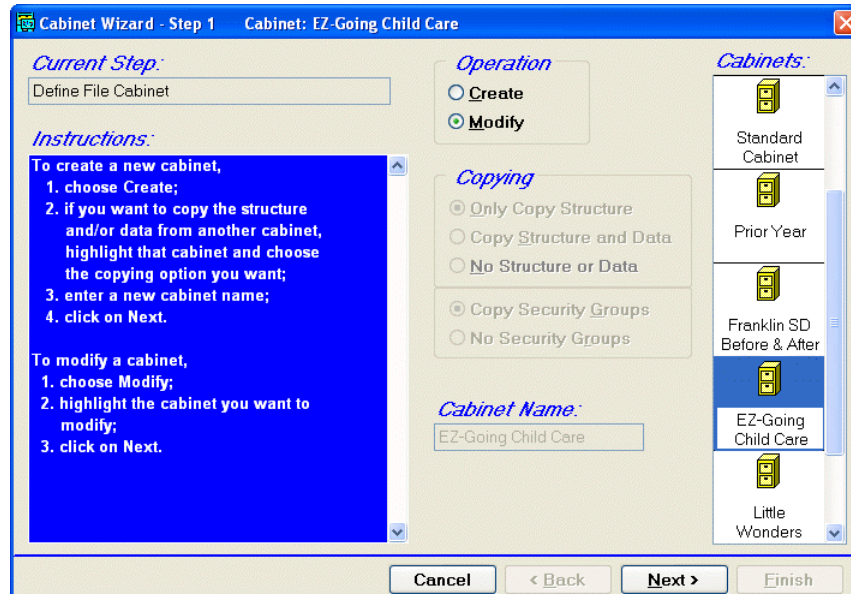 Cabinet Wizard - Step 1 Cabinet: EZ-Going Child Care
Current Step:
Define File Cabinet
Instructions:
To create a new cabinet,
1. choose Create;
2. if you want to copy the structure
and/or data from another cabinet,
highlight that cabinet and choose
the copying option you want;
3. enter a new cabinet name;
4. click on Next.
To modify a cabinet,
1. choose Modify;
2. highlight the cabinet you want to
modify;
3. click on Next.
Operation
Create
Modify
Copying
Only Copy Structure
Copy Structure and Data
No Structure or Data
Copy Security Groups
No Security Groups
Cabinet Name:
EZ-Going Child Care
Cabinets:
Standard
Cabinet
Prior Year
Franklin SD
Before & After
EZ-Going
Child Care
Little
Wonders
Cancel < Back Next > Finish